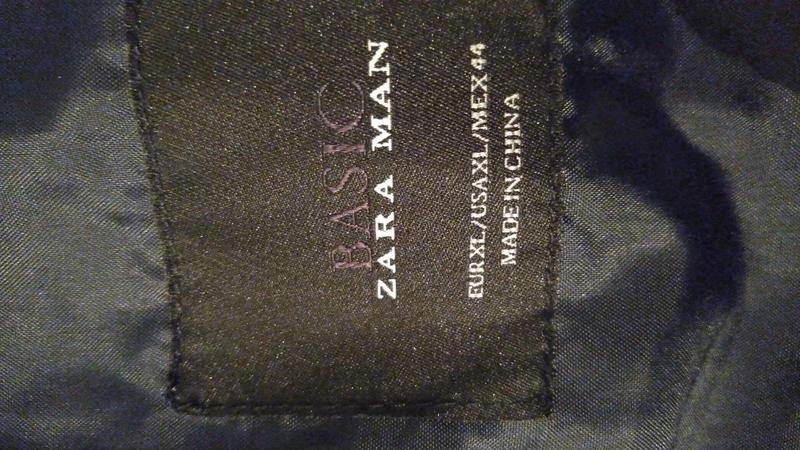 BASIC
ZARA MAN
EUR XL/USA XL/MEX 44
MADE IN CHINA